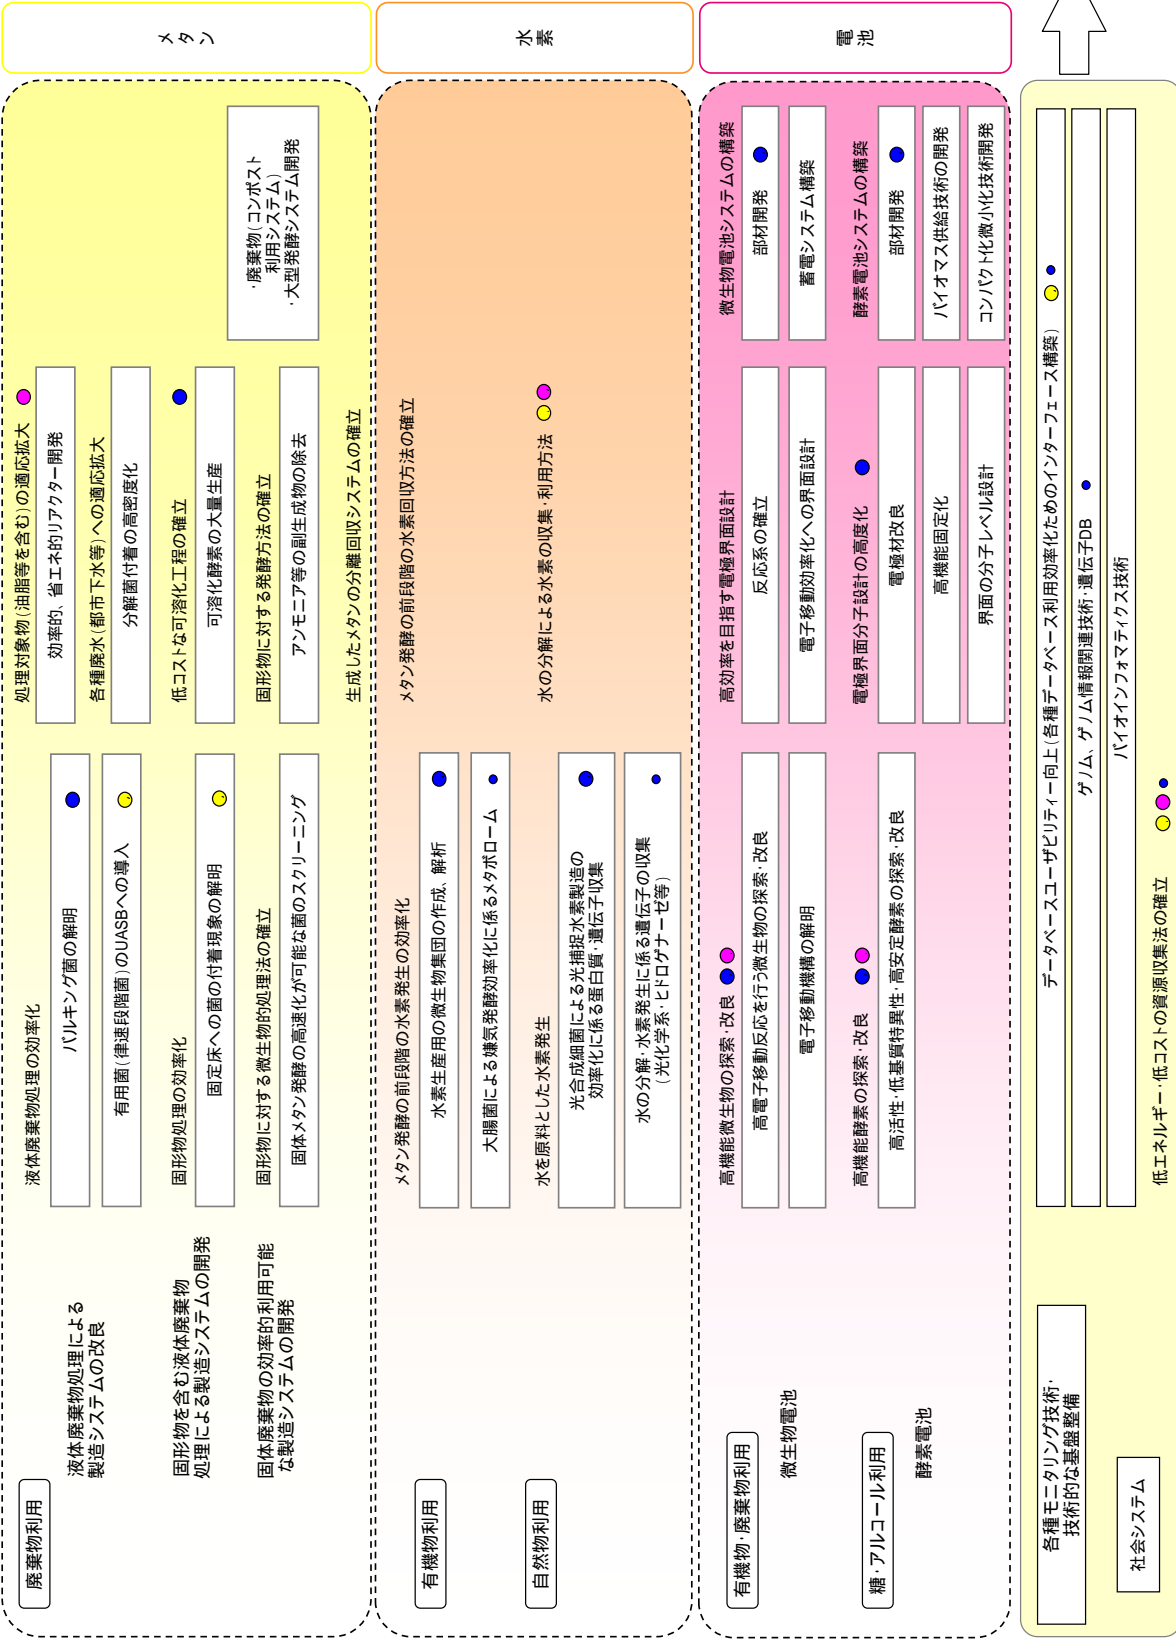 メタン
廃棄物利用
液体廃棄物処理による
製造システムの改良
固形物を含む液体廃棄物
処理による製造システムの開発
固体廃棄物の効率的利用可能
な製造システムの開発
液体廃棄物処理の効率化
バルキング菌の解明
有用菌(律速段階菌)のUASBへの導入
固形物処理の効率化
固定床への菌の付着現象の解明
固形物に対する微生物的処理法の確立
固体メタン発酵の高速化が可能な菌のスクリーニング
処理対象物(油脂等を含む)の適応拡大
効率的、省エネ的リアクター開発
各種廃水(都市下水等)への適応拡大
分解菌付着の高密度化
低コストな可溶化工程の確立
可溶化酵素の大量生産
固形物に対する発酵方法の確立
アンモニア等の副生成物の除去
生成したメタンの分離回収システムの確立
・廃棄物(コンポスト
利用システム)
・大型発酵システム開発
水素
有機物利用
自然物利用
メタン発酵の前段階の水素発生の効率化
水素生産用の微生物集団の作成、解析
大腸菌による嫌気発酵効率化に係るメタボローム
水を原料とした水素発生
光合成細菌による光捕捉水素製造の
効率化に係る蛋白質・遺伝子収集
水の分解・水素発生に係る遺伝子の収集
(光化学系・ヒドロゲナーゼ等)
メタン発酵の前段階の水素回収方法の確立
水の分解による水素の収集・利用方法
電池
有機物・廃棄物利用
微生物電池
糖・アルコール利用
酵素電池
高機能微生物の探索・改良
高電子移動反応を行う微生物の探索・改良
電子移動機構の解明
高機能酵素の探索・改良
高活性・低基質特異性・高安定酵素の探索・改良
高効率を目指す電極界面設計
反応系の確立
電子移動効率化への界面設計
電極界面分子設計の高度化
電極材改良
高機能固定化
界面の分子レベル設計
微生物電池システムの構築
部材開発
蓄電システム構築
酵素電池システムの構築
部材開発
バイオマス供給技術の開発
コンパクト化微小化技術開発
各種モニタリング技術・
技術的な基盤整備
データベースユーザビリティー向上(各種データベース利用効率化ためのインターフェース構築)
ゲノム、ゲノム情報関連技術・遺伝子DB
バイオインフォマティクス技術
社会システム
低エネルギー・低コストの資源収集法の確立